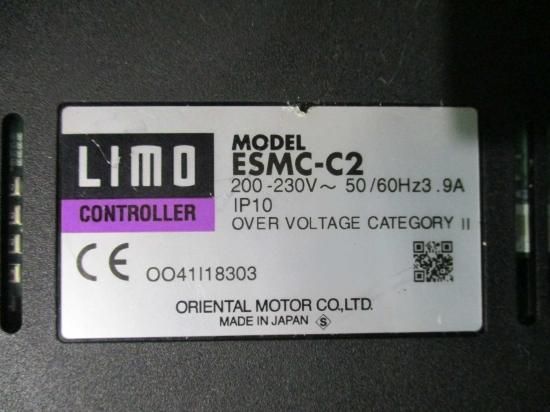 LIMO
CONTROLLER
MODEL
ESMC-C2
200-230V~ 50/60Hz3.9A
IP10
OVER VOLTAGE CATEGORY II
CE OO41I18303
ORIENTAL MOTOR CO.,LTD.
MADE IN JAPAN S